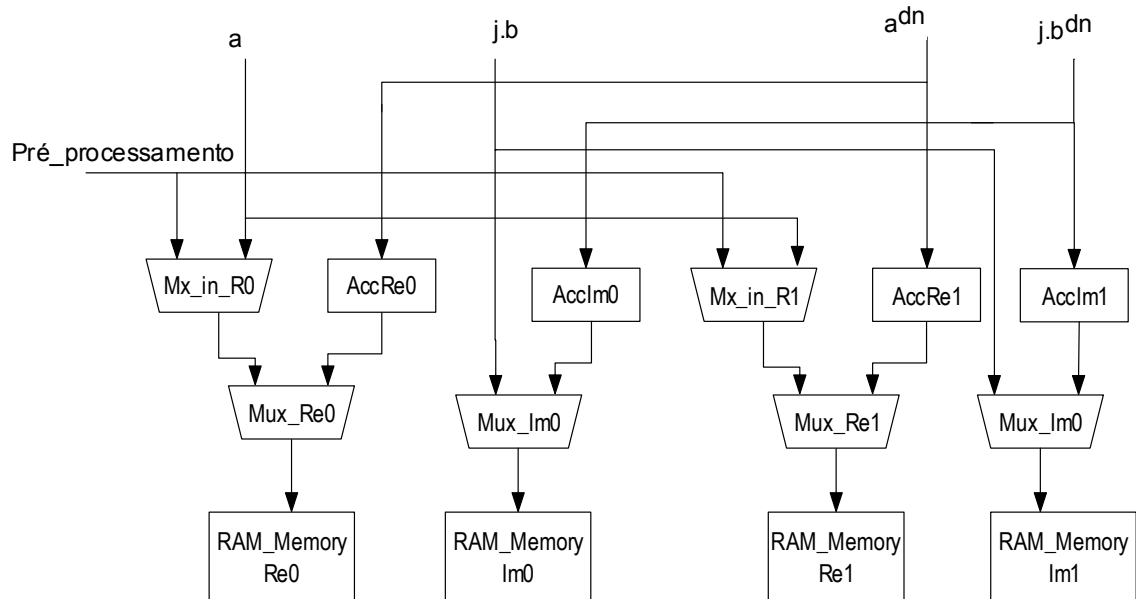 a
j.b
a^dn
j.b^dn
Pré_processamento
Mx_in_R0
AccRe0
AccIm0
Mx_in_R1
AccRe1
AccIm1
Mux_Re0
Mux_Im0
Mux_Re1
Mux_Im0
RAM_Memory
Re0
RAM_Memory
Im0
RAM_Memory
Re1
RAM_Memory
Im1